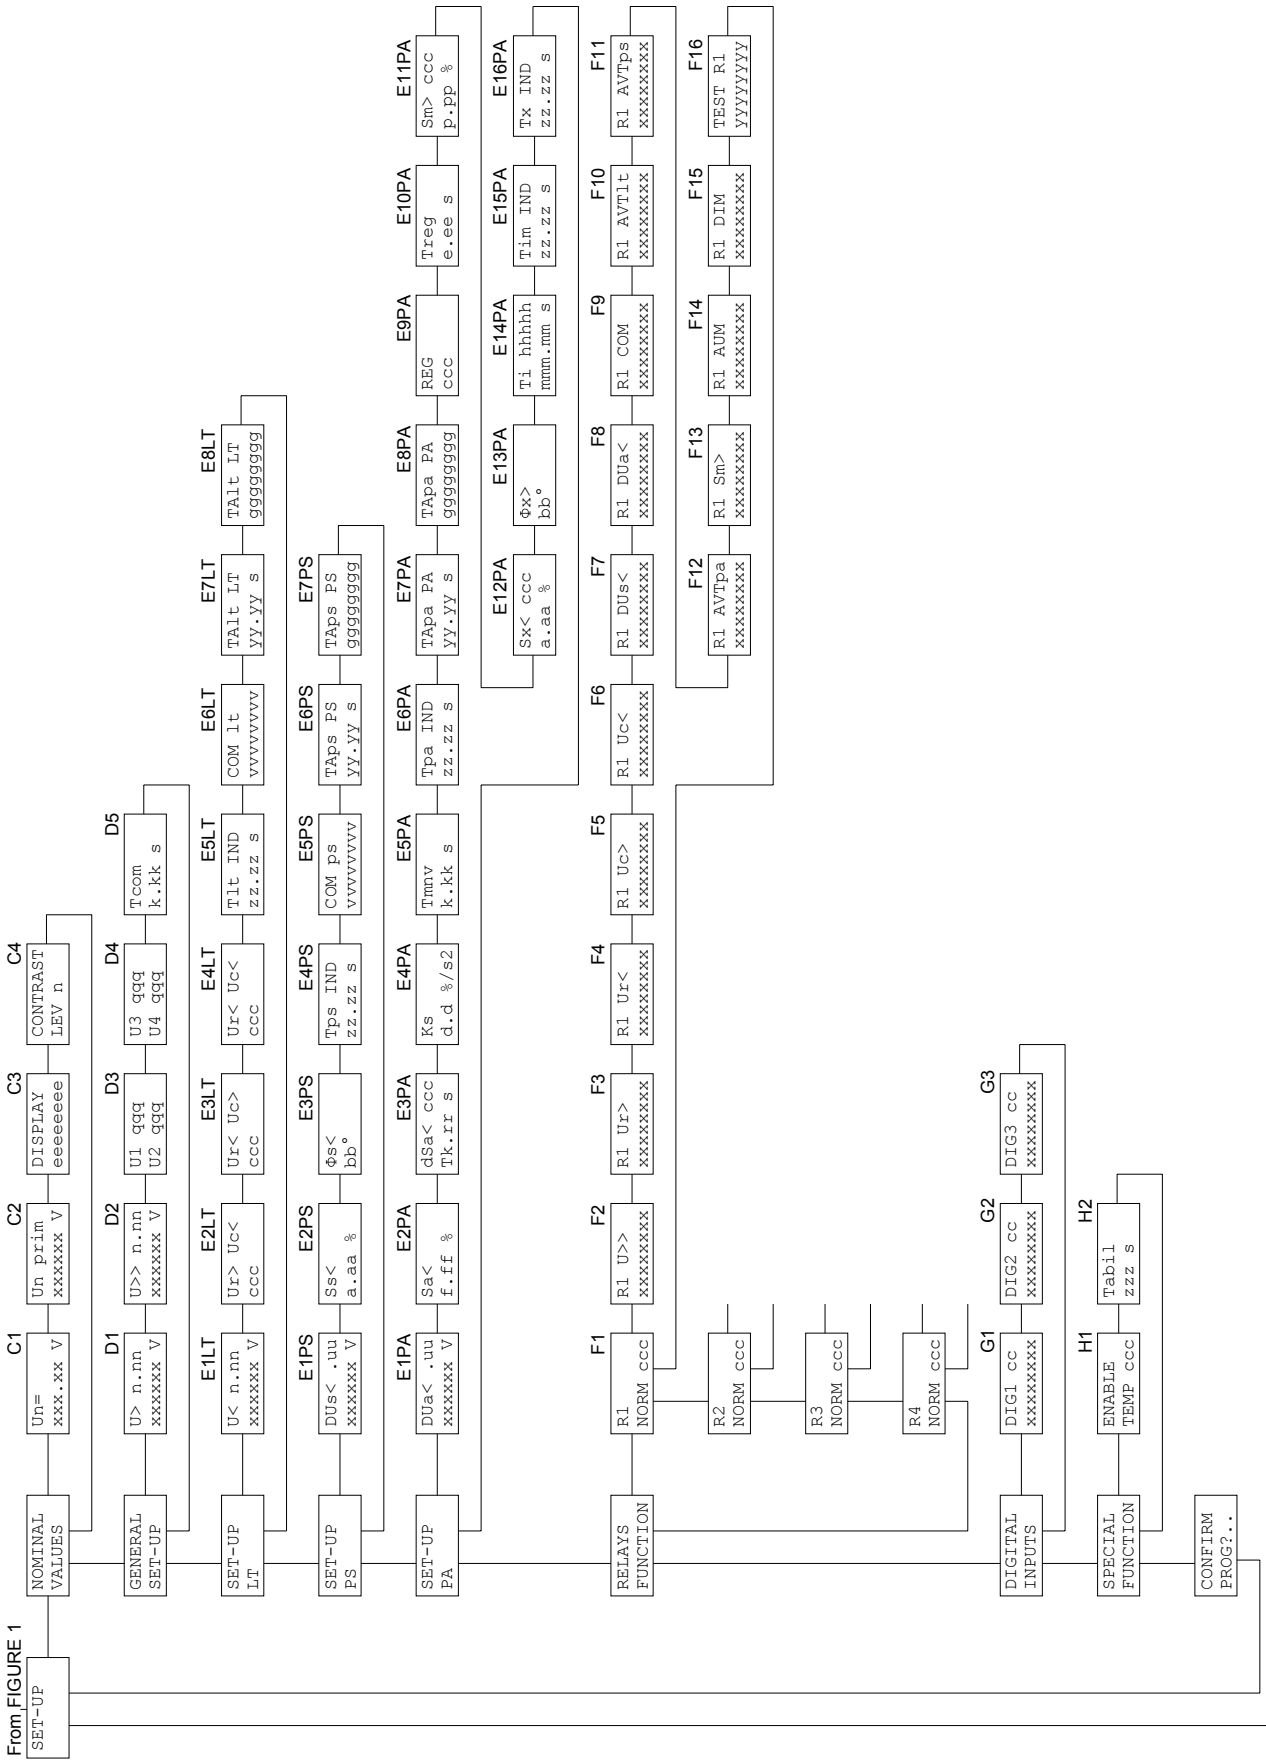 From FIGURE 1
SET-UP
NOMINAL
VALUES
C1
Un=
xxx.xx V
C2
Un prim
xxxxxx V
C3
DISPLAY
eeeeeeee
C4
CONTRAST
LEV n
GENERAL
SET-UP
D1
U> n.nn
xxxxxx V
D2
U>> n.nn
xxxxxx V
D3
U1 qqq
U2 qqq
D4
U3 qqq
U4 qqq
D5
Tcom
k.kk s
SET-UP
LT
E1LT
U< n.nn
xxxxxx V
E2LT
Ur> Uc<
ccc
E3LT
Ur< Uc>
ccc
E4LT
Ur< Uc<
ccc
E5LT
Tlt IND
zz.zz s
E6LT
COM lt
vvvvvvvv
E7LT
TAlt LT
yy.yy s
E8LT
TAlt LT
gggggggg
SET-UP
PS
E1PS
DUs< .uu
xxxxxx V
E2PS
Ss<
a.aa %
E3PS
Φs<
bb°
E4PS
Tps IND
zz.zz s
E5PS
COM ps
vvvvvvvv
E6PS
TAps PS
yy.yy s
E7PS
TAps PS
gggggggg
SET-UP
PA
E1PA
DUa< .uu
xxxxxx V
E2PA
Sa<
f.ff %
E3PA
dSa< ccc
Tk.rr s
E4PA
Ks
d.d %/s2
E5PA
Tmnv
k.kk s
E6PA
Tpa IND
zz.zz s
E7PA
TApa PA
yy.yy s
E8PA
TApa PA
gggggggg
E9PA
REG
ccc
E10PA
Treg
e.ee s
E11PA
Sm> ccc
p.pp %
E12PA
Sx< ccc
a.aa %
E13PA
Φx>
bb°
E14PA
Ti hhhhh
mmm.mm s
E15PA
Tim IND
zz.zz s
E16PA
Tx IND
zz.zz s
RELAYS
FUNCTION
F1
R1
NORM ccc
F2
R1 U>>
xxxxxxxx
F3
R1 Ur>
xxxxxxxx
F4
R1 Ur<
xxxxxxxx
F5
R1 Uc>
xxxxxxxx
F6
R1 Uc<
xxxxxxxx
F7
R1 DUs<
xxxxxxxx
F8
R1 DUa<
xxxxxxxx
F9
R1 COM
xxxxxxxx
F10
R1 AVTlt
xxxxxxxx
F11
R1 AVTps
xxxxxxxx
F12
R1 AVTpa
xxxxxxxx
F13
R1 Sm>
xxxxxxxx
F14
R1 AUM
xxxxxxxx
F15
R1 DIM
xxxxxxxx
F16
TEST R1
yyyyyyyy
R2
NORM ccc
R3
NORM ccc
R4
NORM ccc
DIGITAL
INPUTS
G1
DIG1 cc
xxxxxxxx
G2
DIG2 cc
xxxxxxxx
G3
DIG3 cc
xxxxxxxx
SPECIAL
FUNCTION
H1
ENABLE
TEMP ccc
H2
Tabil
zzz s
CONFIRM
PROG?..